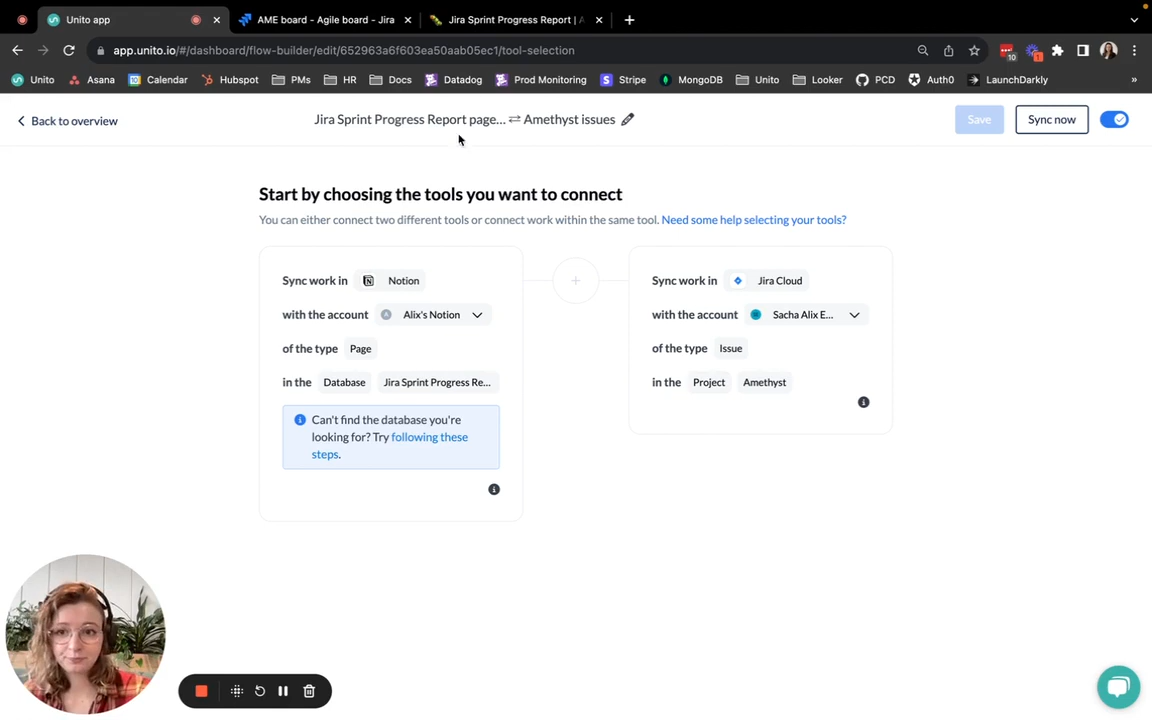 Unito app
AME board - Agile board - Jira
Jira Sprint Progress Report | A
app.unito.io/#/dashboard/flow-builder/edit/652963a6f603ea50aab05ec1/tool-selection
10
1
Unito
Asana
Calendar
Hubspot
PMs
HR
Docs
Datadog
Prod Monitoring
Stripe
MongoDB
Unito
Looker
PCD
Auth0
LaunchDarkly
»
Back to overview
Jira Sprint Progress Report page... ⇄ Amethyst issues
Save
Sync now
Start by choosing the tools you want to connect
You can either connect two different tools or connect work within the same tool. Need some help selecting your tools?
Sync work in Notion
with the account Alix's Notion
of the type Page
in the Database Jira Sprint Progress Re...
Can't find the database you're
looking for? Try following these
steps.
Sync work in Jira Cloud
with the account Sacha Alix E...
of the type Issue
in the Project Amethyst